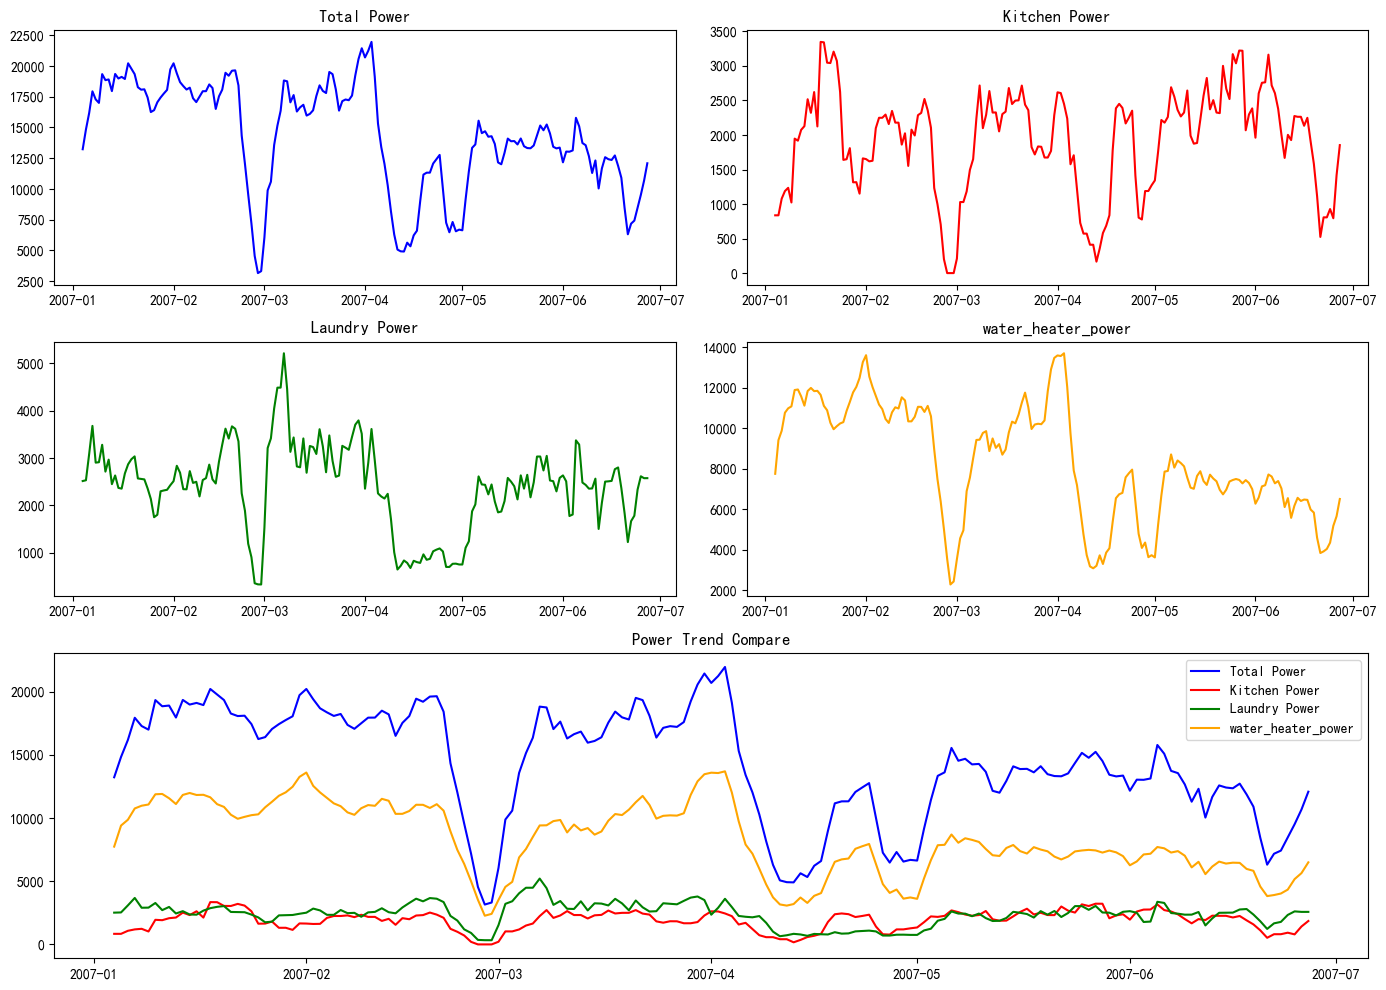 Total Power
22500
20000
17500
15000
12500
10000
7500
5000
2500
2007-01 2007-02 2007-03 2007-04 2007-05 2007-06 2007-07
Kitchen Power
3500
3000
2500
2000
1500
1000
500
0
2007-01 2007-02 2007-03 2007-04 2007-05 2007-06 2007-07
Laundry Power
5000
4000
3000
2000
1000
2007-01 2007-02 2007-03 2007-04 2007-05 2007-06 2007-07
water_heater_power
14000
12000
10000
8000
6000
4000
2000
2007-01 2007-02 2007-03 2007-04 2007-05 2007-06 2007-07
Power Trend Compare
20000
15000
10000
5000
0
2007-01 2007-02 2007-03 2007-04 2007-05 2007-06 2007-07
Total Power
Kitchen Power
Laundry Power
water_heater_power